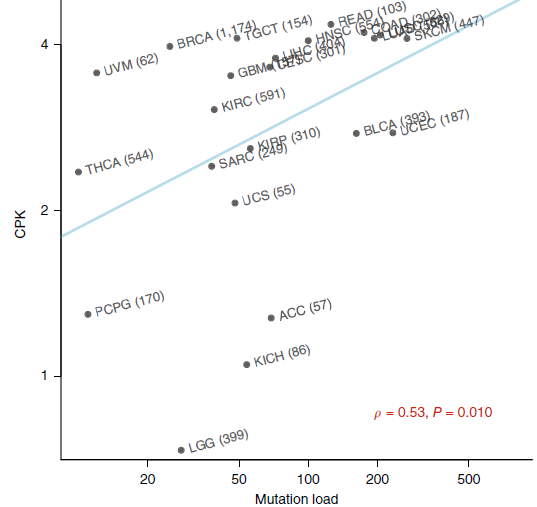 READ (103)
BRCA (1,174)
TGCT (154)
HNSC (554)
COAD (302)
SKCM (447)
4
LIHC (404)
CESC (301)
UVM (62)
GBM
KIRC (591)
BLCA (393)
UCEC (187)
KIRP (310)
SARC (249)
THCA (544)
UCS (55)
2
CPK
PCPG (170)
ACC (57)
KICH (86)
1
ρ = 0.53, P = 0.010
LGG (399)
20 50 100 200 500
Mutation load